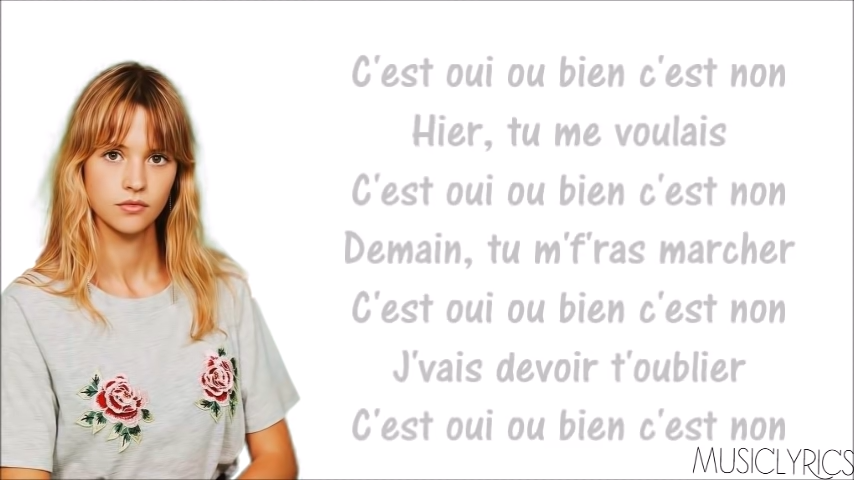 C'est oui ou bien c'est non
Hier, tu me voulais
C'est oui ou bien c'est non
Demain, tu m'f'ras marcher
C'est oui ou bien c'est non
J'vais devoir t'oublier
C'est oui ou bien c'est non
MUSICLYRICS